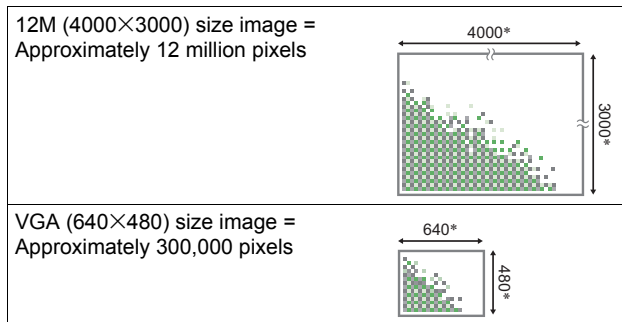 12M (4000×3000) size image =
Approximately 12 million pixels
4000*
3000*
VGA (640×480) size image =
Approximately 300,000 pixels
640*
480*